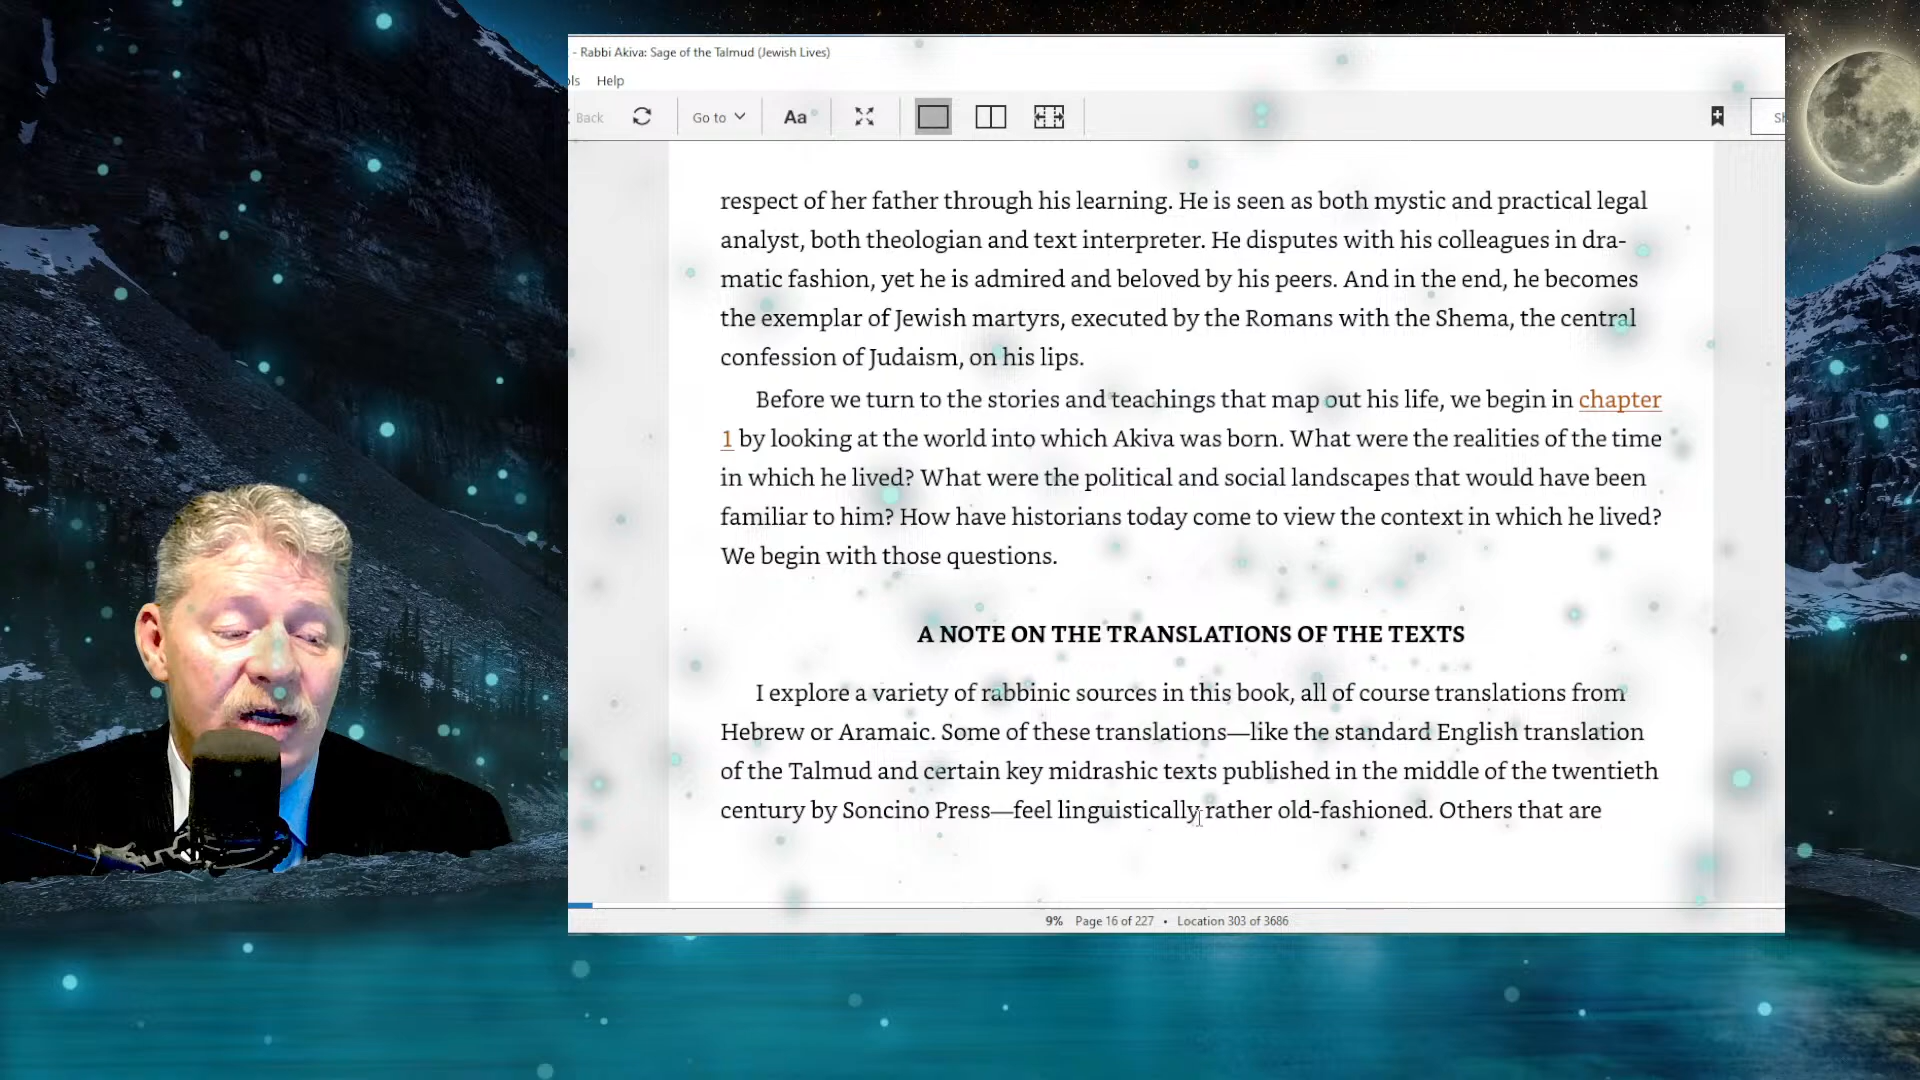 - Rabbi Akiva: Sage of the Talmud (Jewish Lives)
ols Help
Back Go to Aa
respect of her father through his learning. He is seen as both mystic and practical legal
analyst, both theologian and text interpreter. He disputes with his colleagues in dra-
matic fashion, yet he is admired and beloved by his peers. And in the end, he becomes
the exemplar of Jewish martyrs, executed by the Romans with the Shema, the central
confession of Judaism, on his lips.
Before we turn to the stories and teachings that map out his life, we begin in chapter
1 by looking at the world into which Akiva was born. What were the realities of the time
in which he lived? What were the political and social landscapes that would have been
familiar to him? How have historians today come to view the context in which he lived?
We begin with those questions.
A NOTE ON THE TRANSLATIONS OF THE TEXTS
I explore a variety of rabbinic sources in this book, all of course translations from
Hebrew or Aramaic. Some of these translations—like the standard English translation
of the Talmud and certain key midrashic texts published in the middle of the twentieth
century by Soncino Press—feel linguistically rather old-fashioned. Others that are
9% Page 16 of 227 • Location 303 of 3686